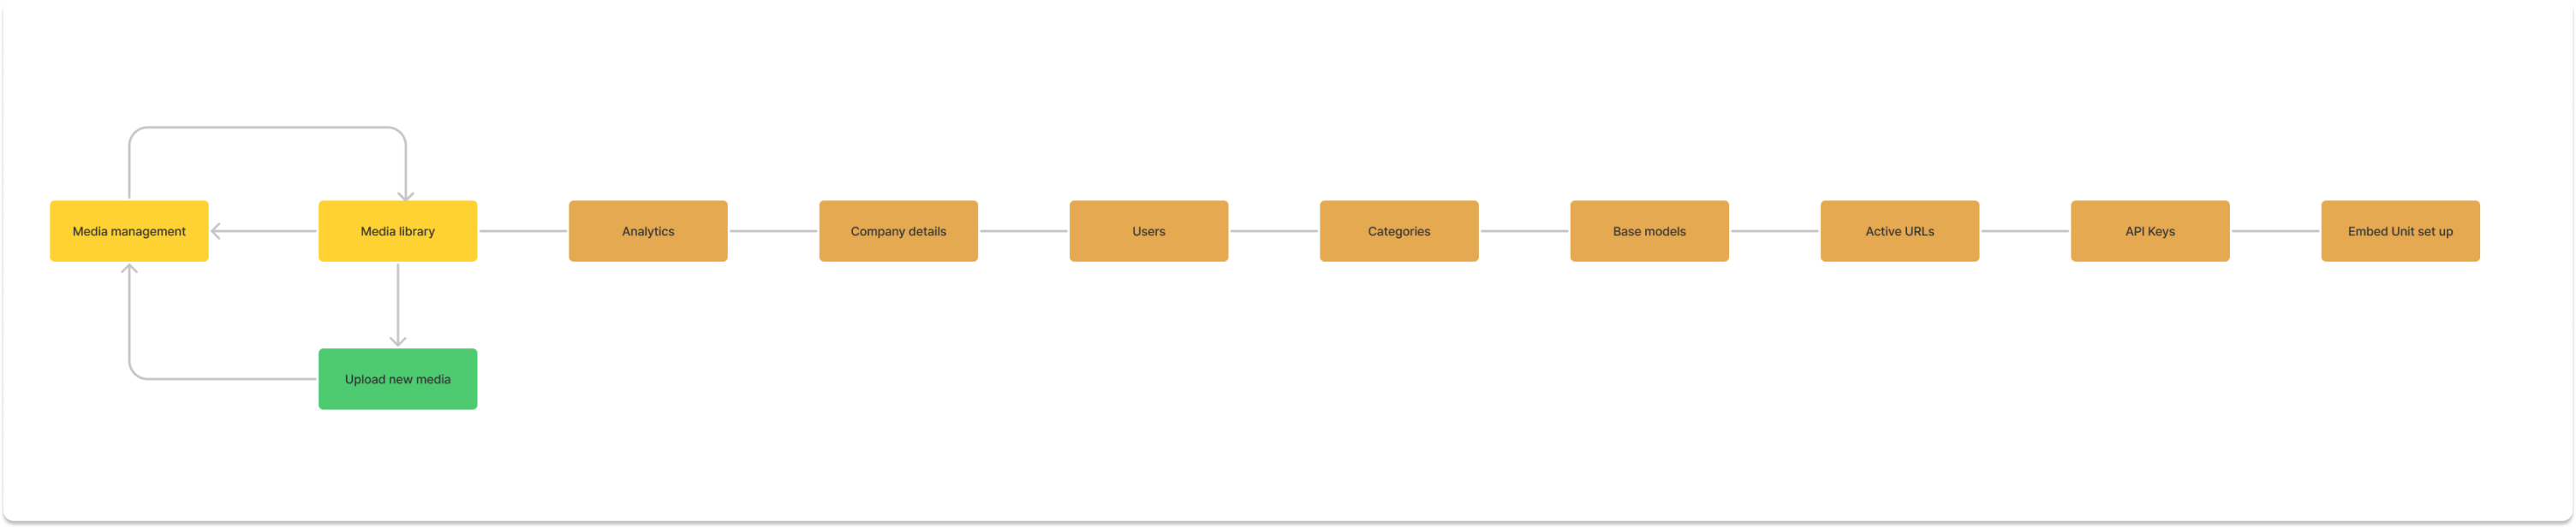 Media management
Media library
Analytics
Company details
Users
Categories
Base models
Active URLs
API Keys
Embed Unit set up
Upload new media